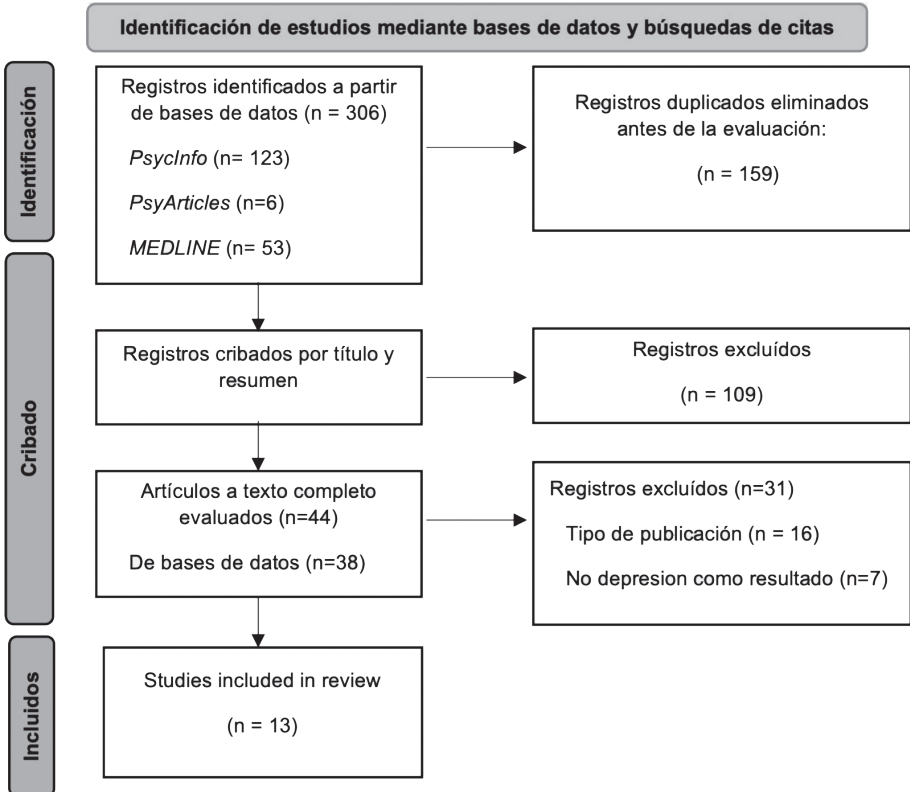 Identificación de estudios mediante bases de datos y búsquedas de citas
Identificación
Registros identificados a partir
de bases de datos (n = 306)
PsycInfo (n= 123)
PsyArticles (n=6)
MEDLINE (n= 53)
Registros duplicados eliminados
antes de la evaluación:
(n = 159)
Cribado
Registros cribados por título y
resumen
Registros excluídos
(n = 109)
Artículos a texto completo
evaluados (n=44)
De bases de datos (n=38)
Registros excluídos (n=31)
Tipo de publicación (n = 16)
No depresion como resultado (n=7)
Incluidos
Studies included in review
(n = 13)